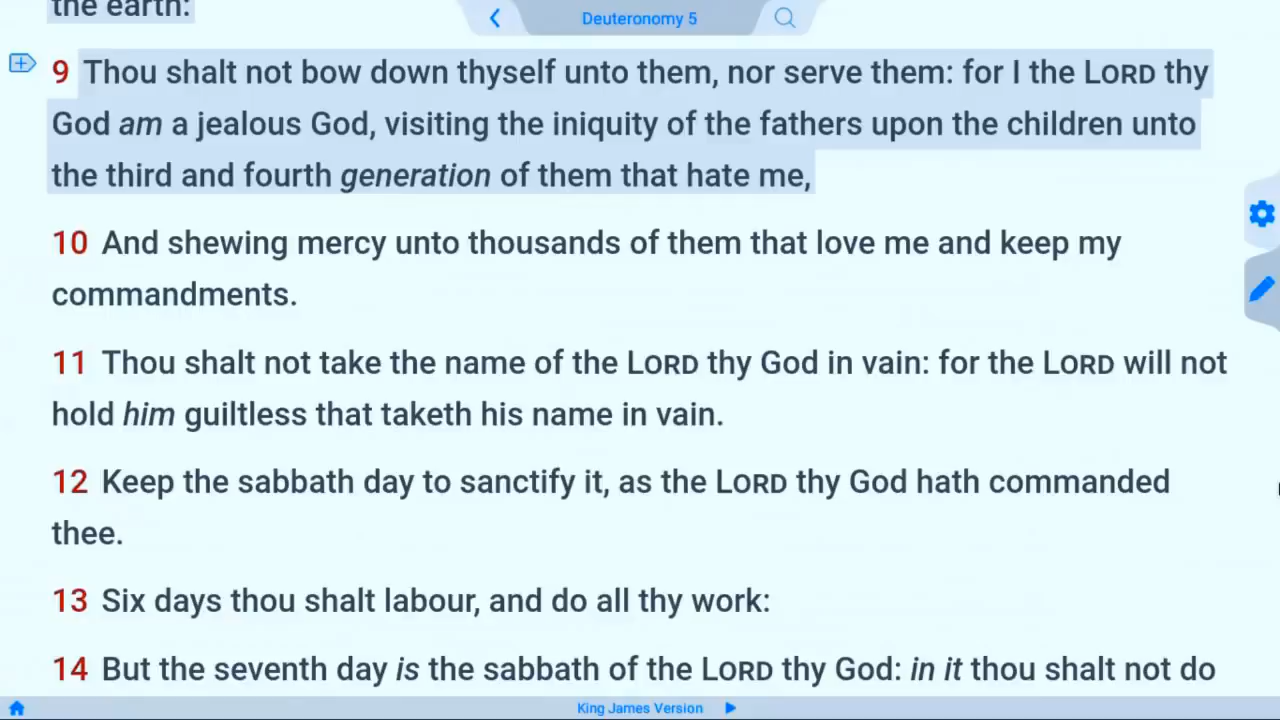 the earth:
Deuteronomy 5
9 Thou shalt not bow down thyself unto them, nor serve them: for I the LORD thy
God am a jealous God, visiting the iniquity of the fathers upon the children unto
the third and fourth generation of them that hate me,
10 And shewing mercy unto thousands of them that love me and keep my
commandments.
11 Thou shalt not take the name of the LORD thy God in vain: for the LORD will not
hold him guiltless that taketh his name in vain.
12 Keep the sabbath day to sanctify it, as the LORD thy God hath commanded
thee.
13 Six days thou shalt labour, and do all thy work:
14 But the seventh day is the sabbath of the LORD thy God: in it thou shalt not do
King James Version